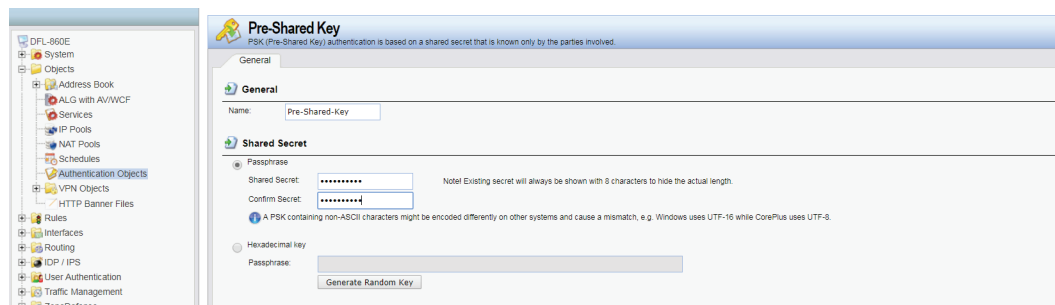 DFL-860E
System
Objects
Address Book
ALG with AV/WCF
Services
IP Pools
NAT Pools
Schedules
Authentication Objects
VPN Objects
HTTP Banner Files
Rules
Interfaces
Routing
IDP / IPS
User Authentication
Traffic Management
ZoneDefense
Pre-Shared Key
PSK (Pre-Shared Key) authentication is based on a shared secret that is known only by the parties involved.
General
General
Name: Pre-Shared-Key
Shared Secret
Passphrase
Shared Secret: •••••••••• Note! Existing secret will always be shown with 8 characters to hide the actual length.
Confirm Secret: ••••••••••
A PSK containing non-ASCII characters might be encoded differently on other systems and cause a mismatch, e.g. Windows uses UTF-16 while CorePlus uses UTF-8.
Hexadecimal key
Passphrase:
Generate Random Key